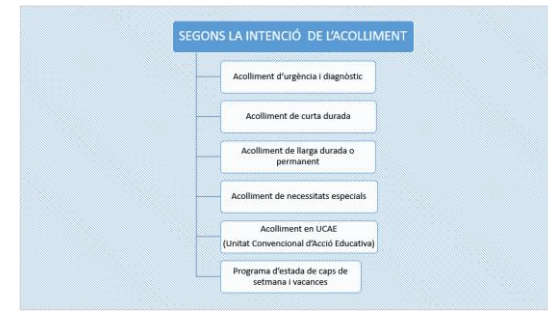 SEGONS LA INTENCIÓ DE L'ACOLLIMENT
Acolliment d'urgència i diagnòstic
Acolliment de curta durada
Acolliment de llarga durada o
permanent
Acolliment de necessitats especials
Acolliment en UCAE
(Unitat Convencional d'Acció Educativa)
Programa d'estada de caps de
setmana i vacances